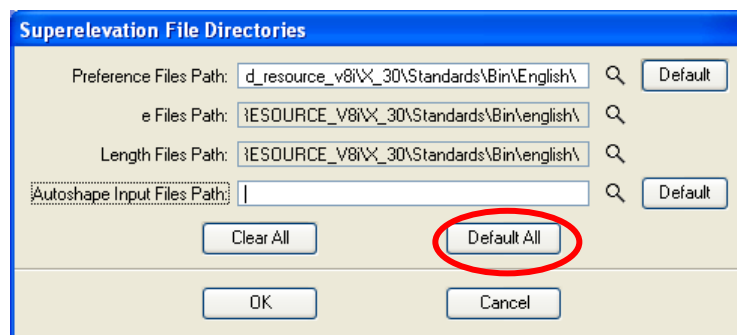 Superelevation File Directories
Preference Files Path: d_resource_v8i\X_30\Standards\Bin\English\ Default
e Files Path: RESOURCE_V8i\X_30\Standards\Bin\english\
Length Files Path: RESOURCE_V8i\X_30\Standards\Bin\english\
Autoshape Input Files Path: Default
Clear All Default All
OK Cancel